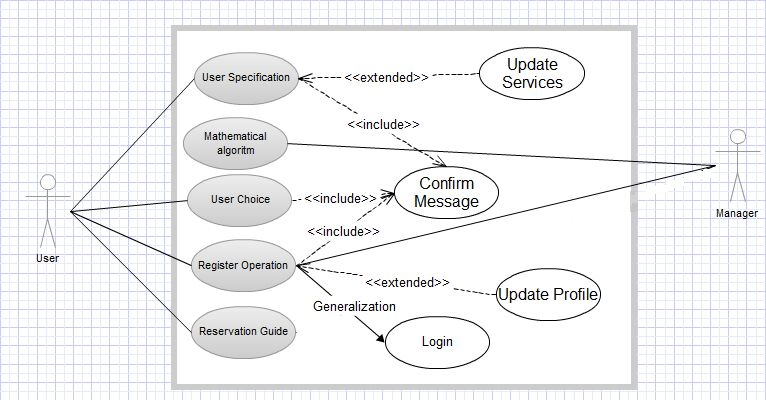 User Specification
<<extended>>
Update
Services
<<include>>
Mathematical
algoritm
User Choice
<<include>>
Confirm
Message
Manager
<<include>>
User
Register Operation
<<extended>>
Update Profile
Generalization
Reservation Guide
Login